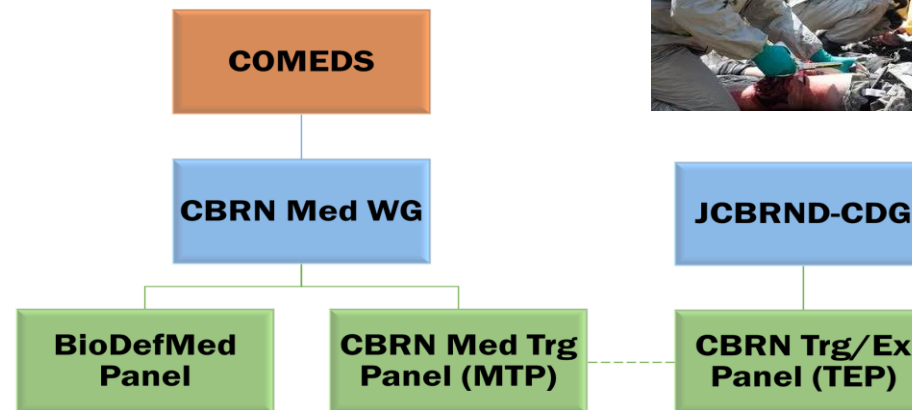 COMEDS
CBRN Med WG
JCBRND-CDG
BioDefMed
Panel
CBRN Med Trg
Panel (MTP)
CBRN Trg/Ex
Panel (TEP)